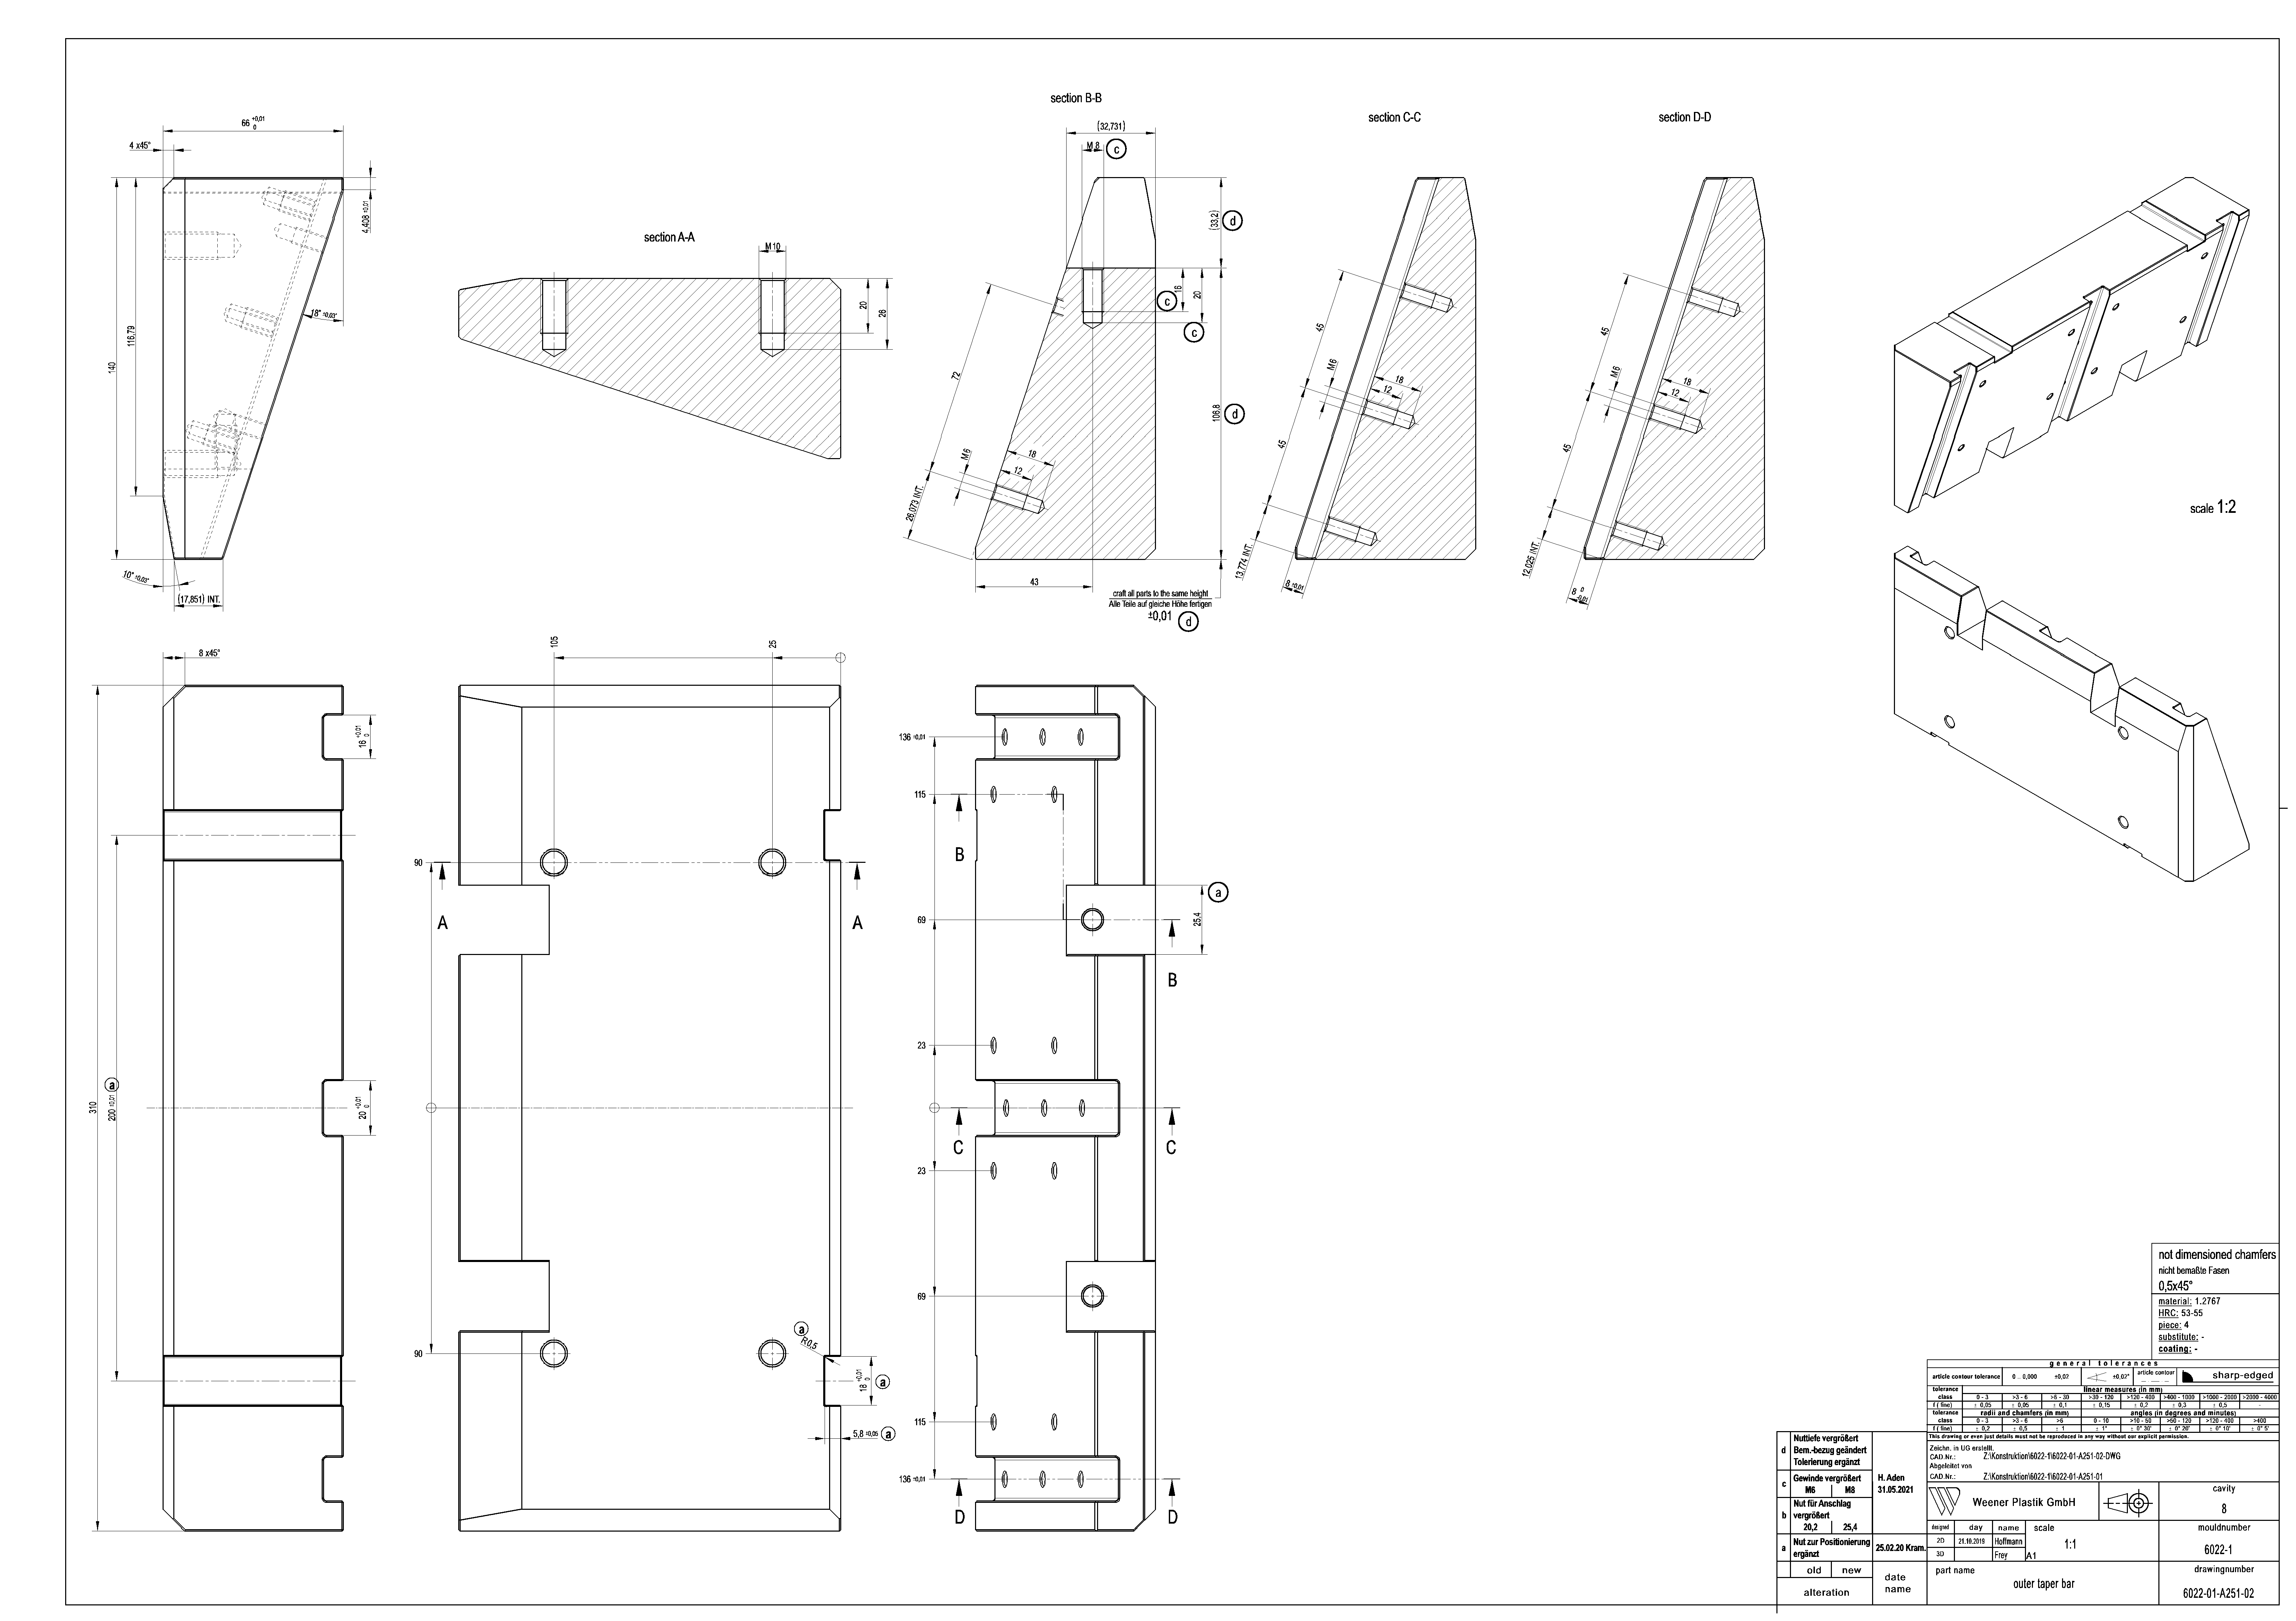 section B-B
section C-C
section D-D
section A-A
66 +0,01 0
4 x45°
4,408 ±0,01
116,79
140
18° ±0,03°
10° ±0,03°
(17,851) INT.
M 10
20
26
(32,731)
M 8
c
(33,2)
d
16
c
20
c
72
106,8
d
M6
18
12
26,073 INT.
43
craft all parts to the same height
Alle Teile auf gleiche Höhe fertigen
±0,01
d
45
M6
18
12
45
13,774 INT.
8 ±0,01
45
M6
18
12
45
12,025 INT.
8 0 -0,01
scale 1:2
8 x45°
16 +0,01 0
310
200 ±0,01
a
20 +0,01 0
105
25
90
A
A
90
a
R0,5
18 +0,01 0
a
5,8 ±0,05
a
136 ±0,01
115
B
69
a
25,4
B
23
C
C
23
69
115
136 ±0,01
D
D
not dimensioned chamfers
nicht bemaßte Fasen
0,5x45°
material: 1.2767
HRC: 53-55
piece: 4
substitute: -
coating: -
general tolerances
article contour tolerance 0 .. 0,000 ±0,02 ±0,02° article contour sharp-edged
tolerance linear measures (in mm)
class 0 - 3 >3 - 6 >6 - 30 >30 - 120 >120 - 400 >400 - 1000 >1000 - 2000 >2000 - 4000
f ( fine) ± 0,05 ± 0,05 ± 0,1 ± 0,15 ± 0,2 ± 0,3 ± 0,5 -
tolerance radii and chamfers (in mm) angles (in degrees and minutes)
class 0 - 3 >3 - 6 >6 0 - 10 >10 - 50 >50 - 120 >120 - 400 >400
f ( fine) ± 0,2 ± 0,5 ± 1 ± 1° ± 0° 30' ± 0° 20' ± 0° 10' ± 0° 5'
This drawing or even just details must not be reproduced in any way without our explicit permission.
Zeichn. in UG erstellt.
CAD.Nr.: Z:\Konstruktion\6022-1\6022-01-A251-02-DWG
Abgeleitet von
CAD.Nr.: Z:\Konstruktion\6022-1\6022-01-A251-01
Weener Plastik GmbH
cavity
8
designed day name scale
2D 21.10.2019 Hoffmann 1:1
3D Frey A1
mouldnumber
6022-1
part name
outer taper bar
drawingnumber
6022-01-A251-02
d Nuttiefe vergrößert
Bem.-bezug geändert
Tolerierung ergänzt
c Gewinde vergrößert H. Aden
M6 M8 31.05.2021
b Nut für Anschlag
vergrößert
20,2 25,4
a Nut zur Positionierung
ergänzt 25.02.20 Kram.
old new
alteration
date
name